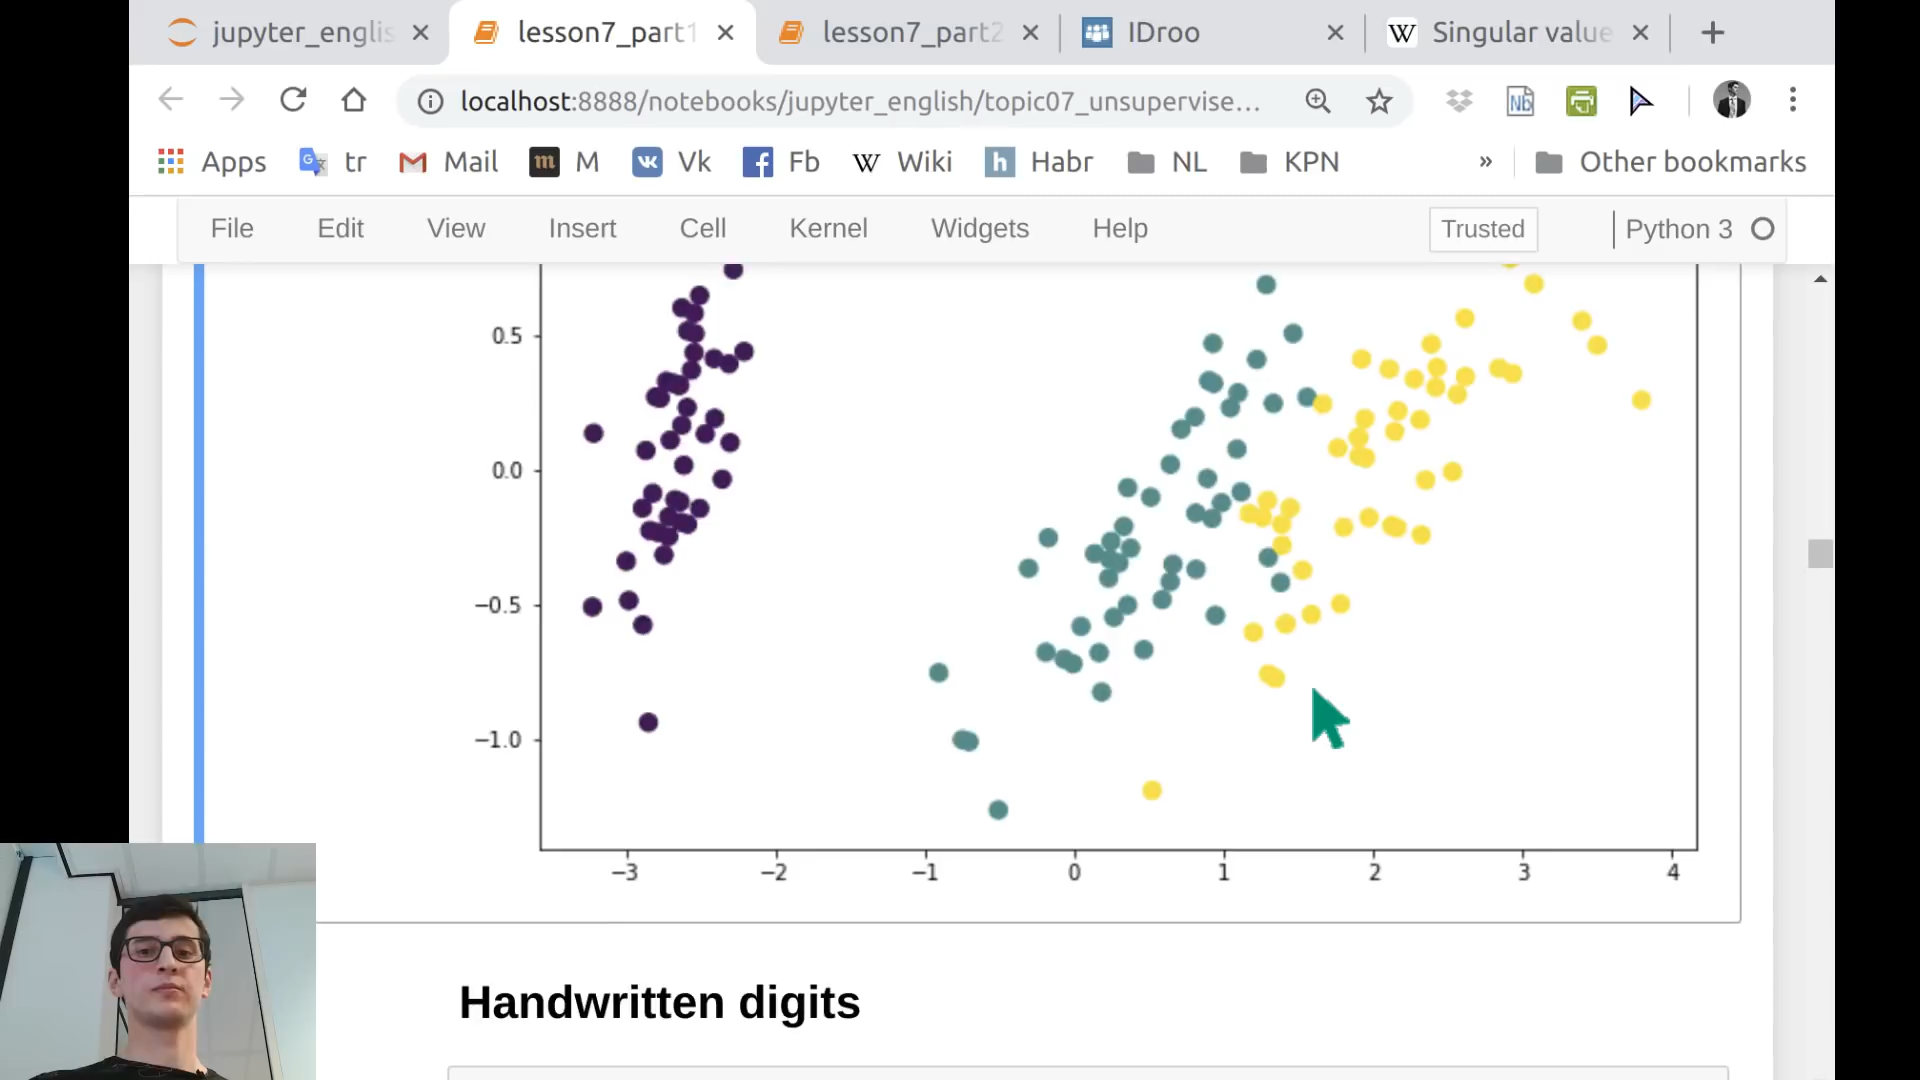 jupyter_englis
lesson7_part1
lesson7_part2
IDroo
W Singular value
localhost:8888/notebooks/jupyter_english/topic07_unsupervise...
Nb
Apps
G tr
Mail
m M
VK Vk
f Fb
W Wiki
h Habr
NL
KPN
»
Other bookmarks
File Edit View Insert Cell Kernel Widgets Help Trusted Python 3
0.5
0.0
−0.5
−1.0
−3 −2 −1 0 1 2 3 4
Handwritten digits